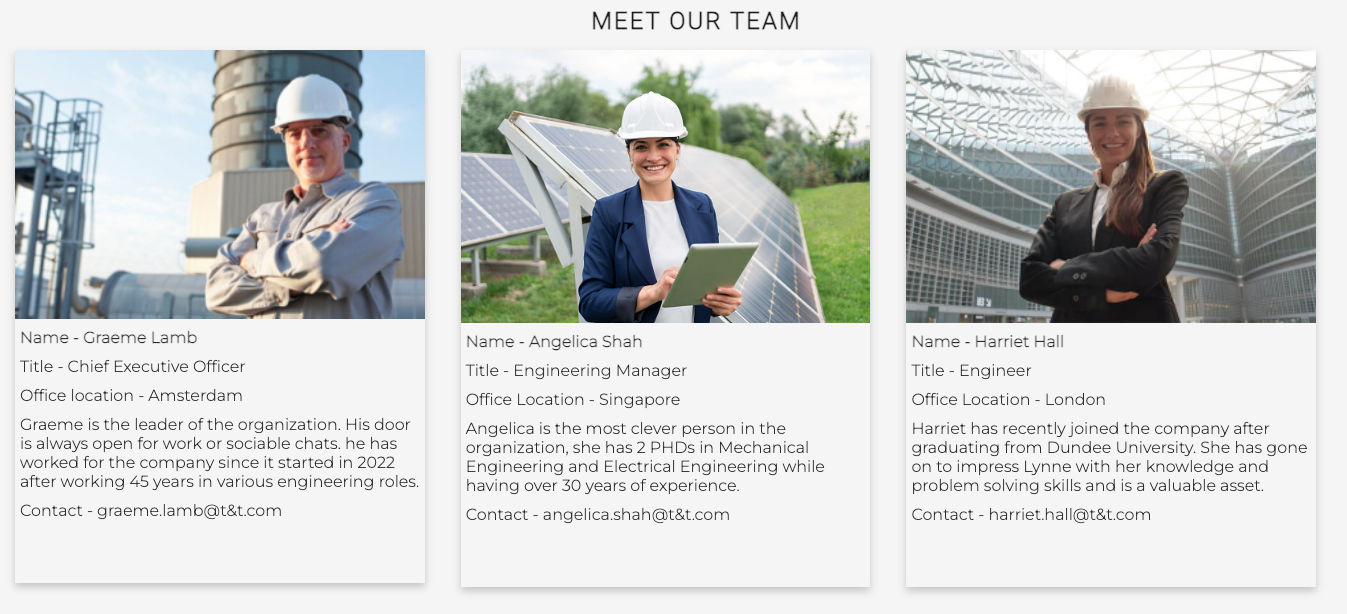 MEET OUR TEAM
Name - Graeme Lamb
Title - Chief Executive Officer
Office location - Amsterdam
Graeme is the leader of the organization. His door
is always open for work or sociable chats. he has
worked for the company since it started in 2022
after working 45 years in various engineering roles.
Contact - graeme.lamb@t&t.com
Name - Angelica Shah
Title - Engineering Manager
Office Location - Singapore
Angelica is the most clever person in the
organization, she has 2 PHDs in Mechanical
Engineering and Electrical Engineering while
having over 30 years of experience.
Contact - angelica.shah@t&t.com
Name - Harriet Hall
Title - Engineer
Office Location - London
Harriet has recently joined the company after
graduating from Dundee University. She has gone
on to impress Lynne with her knowledge and
problem solving skills and is a valuable asset.
Contact - harriet.hall@t&t.com